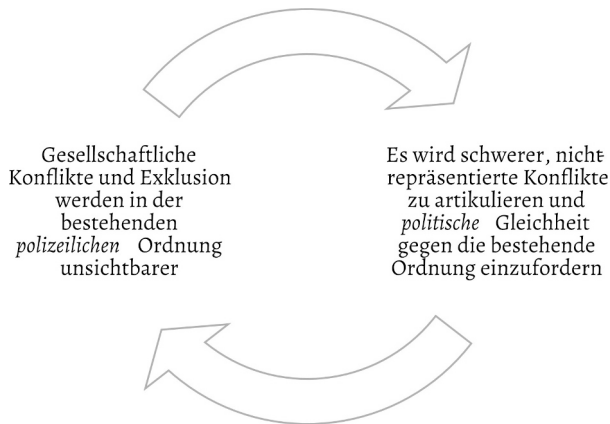 Gesellschaftliche
Konflikte und Exklusion
werden in der
bestehenden
polizeilichen Ordnung
unsichtbarer
Es wird schwerer, nicht-
repräsentierte Konflikte
zu artikulieren und
politische Gleichheit
gegen die bestehende
Ordnung einzufordern